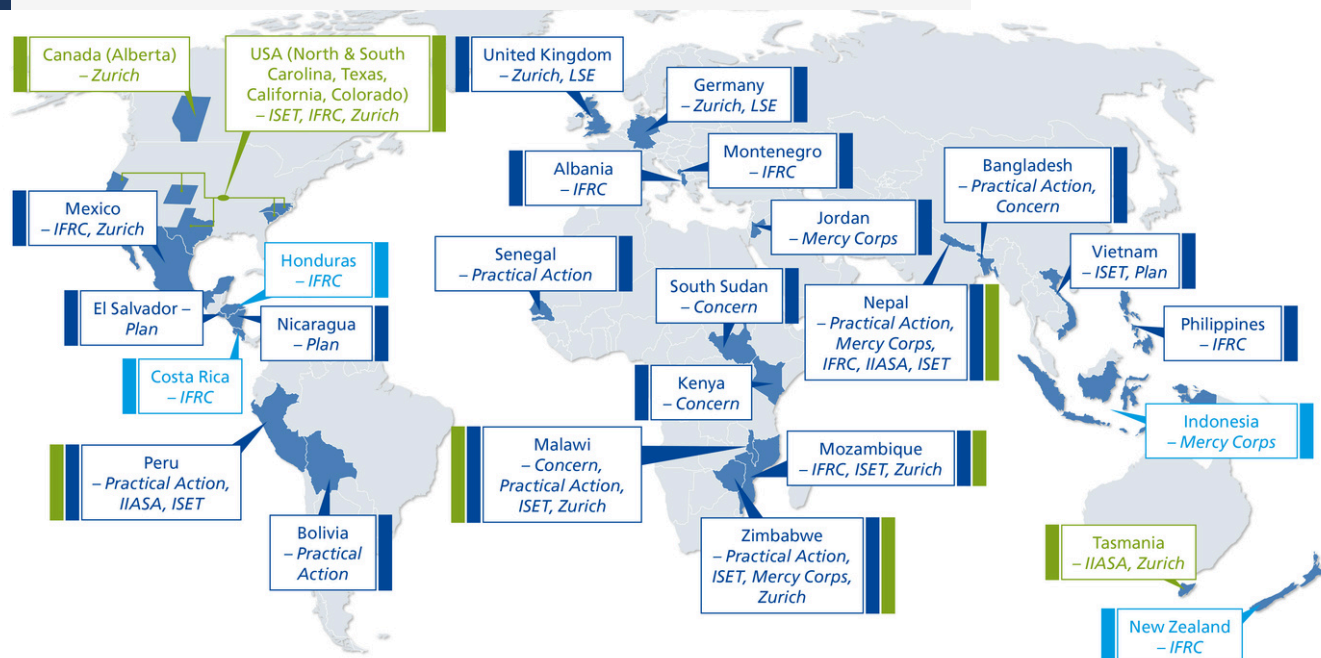 Canada (Alberta)
– Zurich
USA (North & South
Carolina, Texas,
California, Colorado)
– ISET, IFRC, Zurich
United Kingdom
– Zurich, LSE
Germany
– Zurich, LSE
Albania
– IFRC
Montenegro
– IFRC
Bangladesh
– Practical Action,
Concern
Mexico
– IFRC, Zurich
Jordan
– Mercy Corps
Honduras
– IFRC
Senegal
– Practical Action
Vietnam
– ISET, Plan
South Sudan
– Concern
El Salvador –
Plan
Nicaragua
– Plan
Nepal
– Practical Action,
Mercy Corps,
IFRC, IIASA, ISET
Philippines
– IFRC
Costa Rica
– IFRC
Kenya
– Concern
Indonesia
– Mercy Corps
Peru
– Practical Action,
IIASA, ISET
Malawi
– Concern,
Practical Action,
ISET, Zurich
Mozambique
– IFRC, ISET, Zurich
Bolivia
– Practical
Action
Zimbabwe
– Practical Action,
ISET, Mercy Corps,
Zurich
Tasmania
– IIASA, Zurich
New Zealand
– IFRC